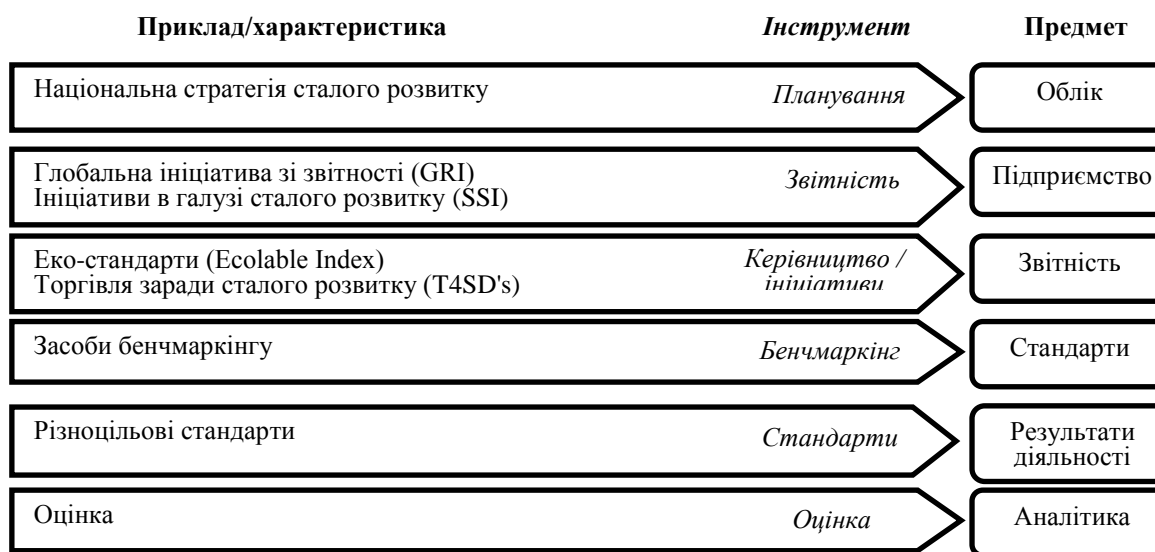 Приклад/характеристика Інструмент Предмет
Національна стратегія сталого розвитку Планування Облік
Глобальна ініціатива зі звітності (GRI)
Ініціативи в галузі сталого розвитку (SSI)
Звітність Підприємство
Еко-стандарти (Ecolable Index)
Торгівля заради сталого розвитку (T4SD's)
Керівництво /
ініціативи
Звітність
Засоби бенчмаркінгу Бенчмаркінг Стандарти
Різноцільові стандарти Стандарти Результати
діяльності
Оцінка Оцінка Аналітика